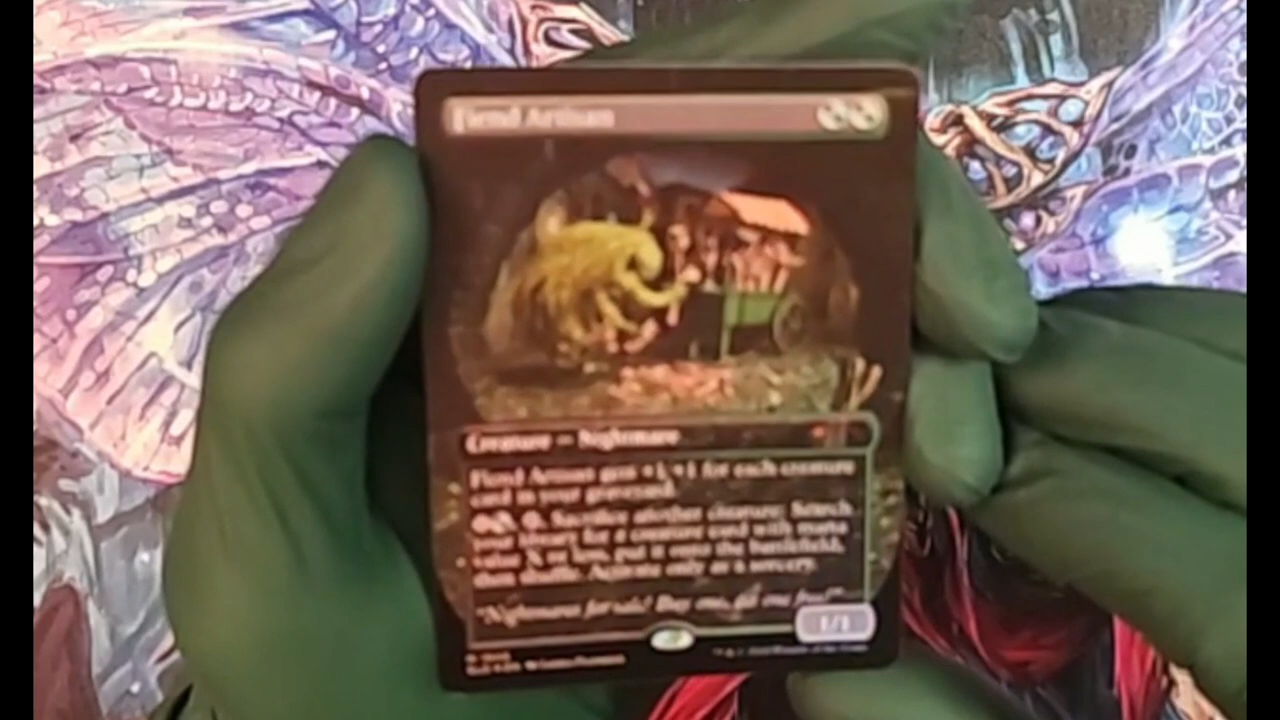 Fiend Artisan
Creature — Nightmare
Fiend Artisan gets +1/+1 for each creature
card in your graveyard.
Sacrifice another creature: Search
your library for a creature card with mana
value X or less, put it onto the battlefield,
then shuffle. Activate only as a sorcery.
"Nightmares for sale! Buy one, get one free!"
1/1